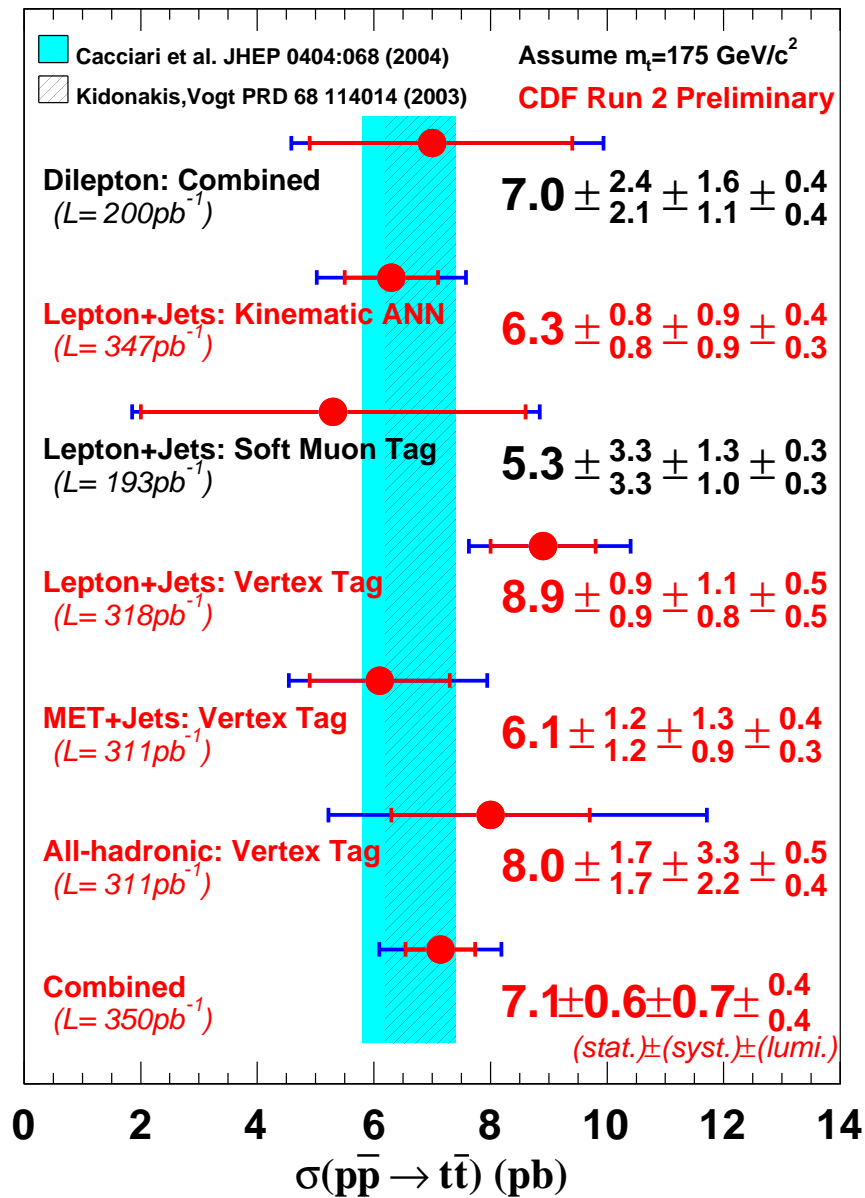 Cacciari et al. JHEP 0404:068 (2004) Assume mₜ=175 GeV/c²
Kidonakis,Vogt PRD 68 114014 (2003) CDF Run 2 Preliminary
Dilepton: Combined 7.0 ± 2.4 ± 1.6 ± 0.4
2.1 1.1 0.4
(L= 200pb⁻¹)
Lepton+Jets: Kinematic ANN 6.3 ± 0.8 ± 0.9 ± 0.4
0.8 0.9 0.3
(L= 347pb⁻¹)
Lepton+Jets: Soft Muon Tag 5.3 ± 3.3 ± 1.3 ± 0.3
3.3 1.0 0.3
(L= 193pb⁻¹)
Lepton+Jets: Vertex Tag 8.9 ± 0.9 ± 1.1 ± 0.5
0.9 0.8 0.5
(L= 318pb⁻¹)
MET+Jets: Vertex Tag 6.1 ± 1.2 ± 1.3 ± 0.4
1.2 0.9 0.3
(L= 311pb⁻¹)
All-hadronic: Vertex Tag 8.0 ± 1.7 ± 3.3 ± 0.5
1.7 2.2 0.4
(L= 311pb⁻¹)
Combined 7.1±0.6±0.7± 0.4
0.4
(L= 350pb⁻¹)
(stat.)±(syst.)±(lumi.)
0 2 4 6 8 10 12 14
σ(pp̅ → tt̅) (pb)